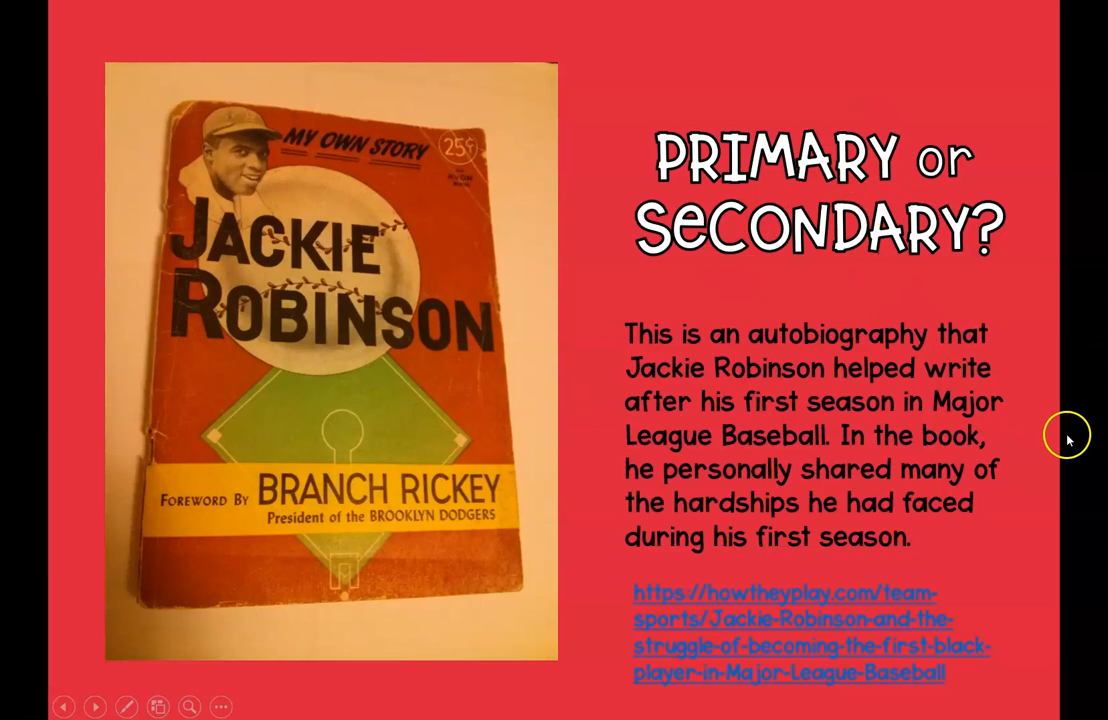 MY OWN STORY
25¢
JACKIE
ROBINSON
FOREWORD BY BRANCH RICKEY
President of the BROOKLYN DODGERS
PRIMARY or
SeCONDARY?
This is an autobiography that
Jackie Robinson helped write
after his first season in Major
League Baseball. In the book,
he personally shared many of
the hardships he had faced
during his first season.
https://howtheyplay.com/team-
sports/Jackie-Robinson-and-the-
struggle-of-becoming-the-first-black-
player-in-Major-League-Baseball